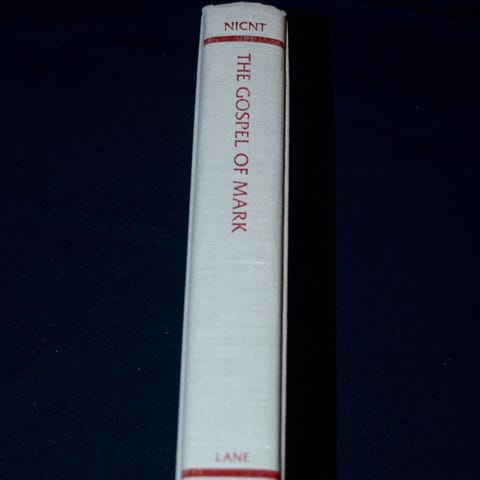 NICNT
THE GOSPEL OF MARK
LANE